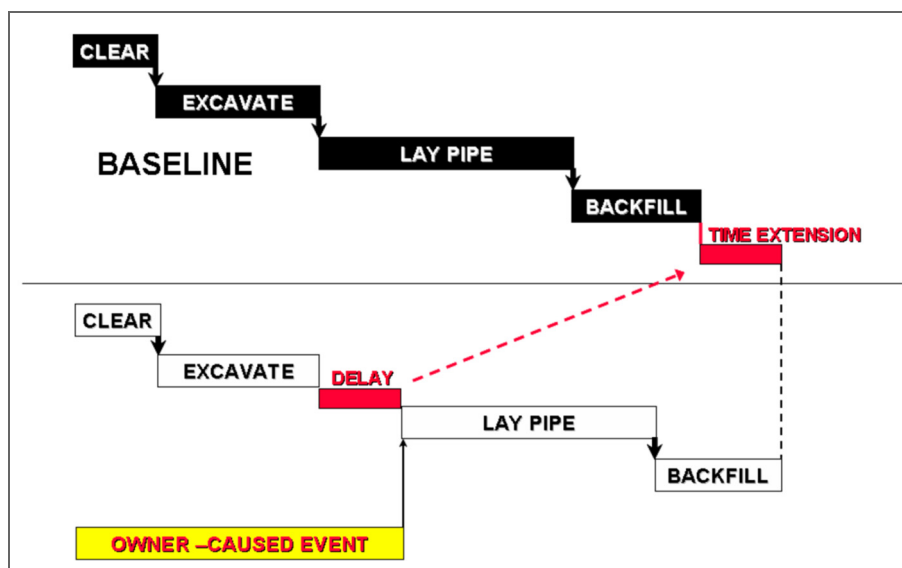 CLEAR
EXCAVATE
LAY PIPE
BASELINE
BACKFILL
TIME EXTENSION
CLEAR
EXCAVATE
DELAY
LAY PIPE
BACKFILL
OWNER –CAUSED EVENT